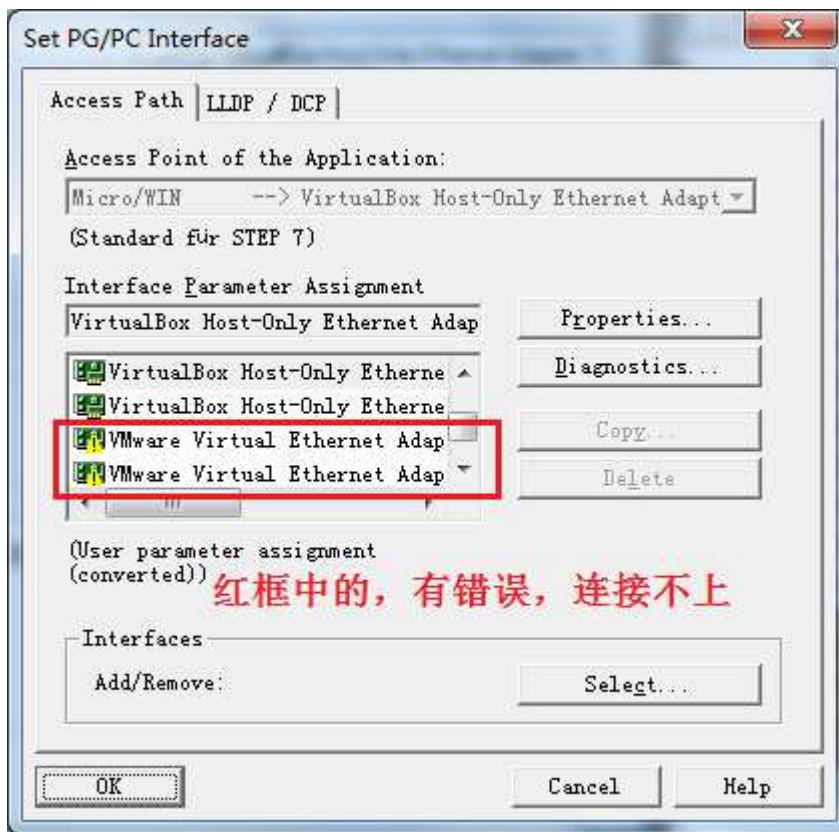 Set PG/PC Interface
Access Path
LLDP / DCP
Access Point of the Application:
Micro/WIN --> VirtualBox Host-Only Ethernet Adapt
(Standard für STEP 7)
Interface Parameter Assignment
VirtualBox Host-Only Ethernet Adap
Properties...
VirtualBox Host-Only Etherne
Diagnostics...
VirtualBox Host-Only Etherne
VMware Virtual Ethernet Adap
Copy...
VMware Virtual Ethernet Adap
Delete
(User parameter assignment
(converted))
红框中的，有错误，连接不上
Interfaces
Add/Remove:
Select...
OK
Cancel
Help